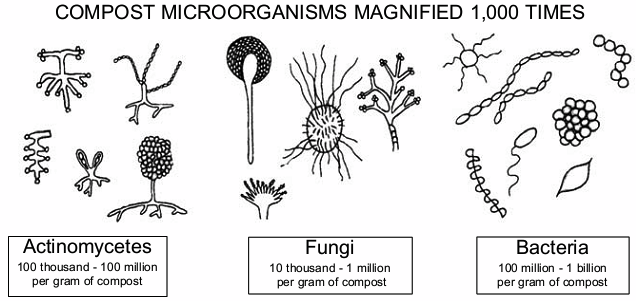 COMPOST MICROORGANISMS MAGNIFIED 1,000 TIMES
Actinomycetes
100 thousand - 100 million
per gram of compost
Fungi
10 thousand - 1 million
per gram of compost
Bacteria
100 million - 1 billion
per gram of compost